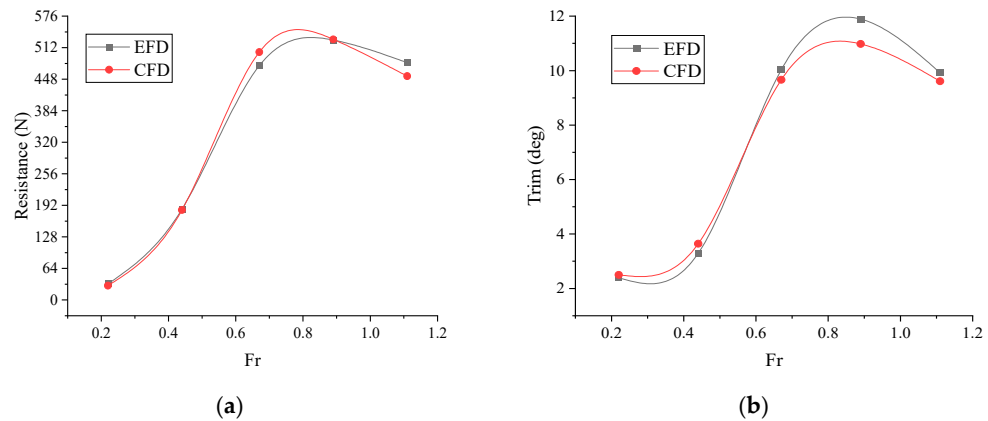 576
512
448
384
320
256
192
128
64
0
Resistance (N)
EFD
CFD
0.2 0.4 0.6 0.8 1.0 1.2
Fr
(a)
12
10
8
6
4
2
Trim (deg)
EFD
CFD
0.2 0.4 0.6 0.8 1.0 1.2
Fr
(b)